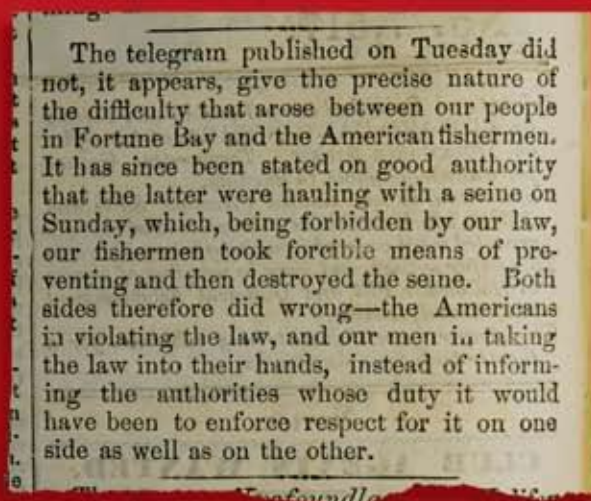 The telegram published on Tuesday did
not, it appears, give the precise nature of
the difficulty that arose between our people
in Fortune Bay and the American fishermen.
It has since been stated on good authority
that the latter were hauling with a seine on
Sunday, which, being forbidden by our law,
our fishermen took forcible means of pre-
venting and then destroyed the seine. Both
sides therefore did wrong—the Americans
in violating the law, and our men in taking
the law into their hands, instead of inform-
ing the authorities whose duty it would
have been to enforce respect for it on one
side as well as on the other.